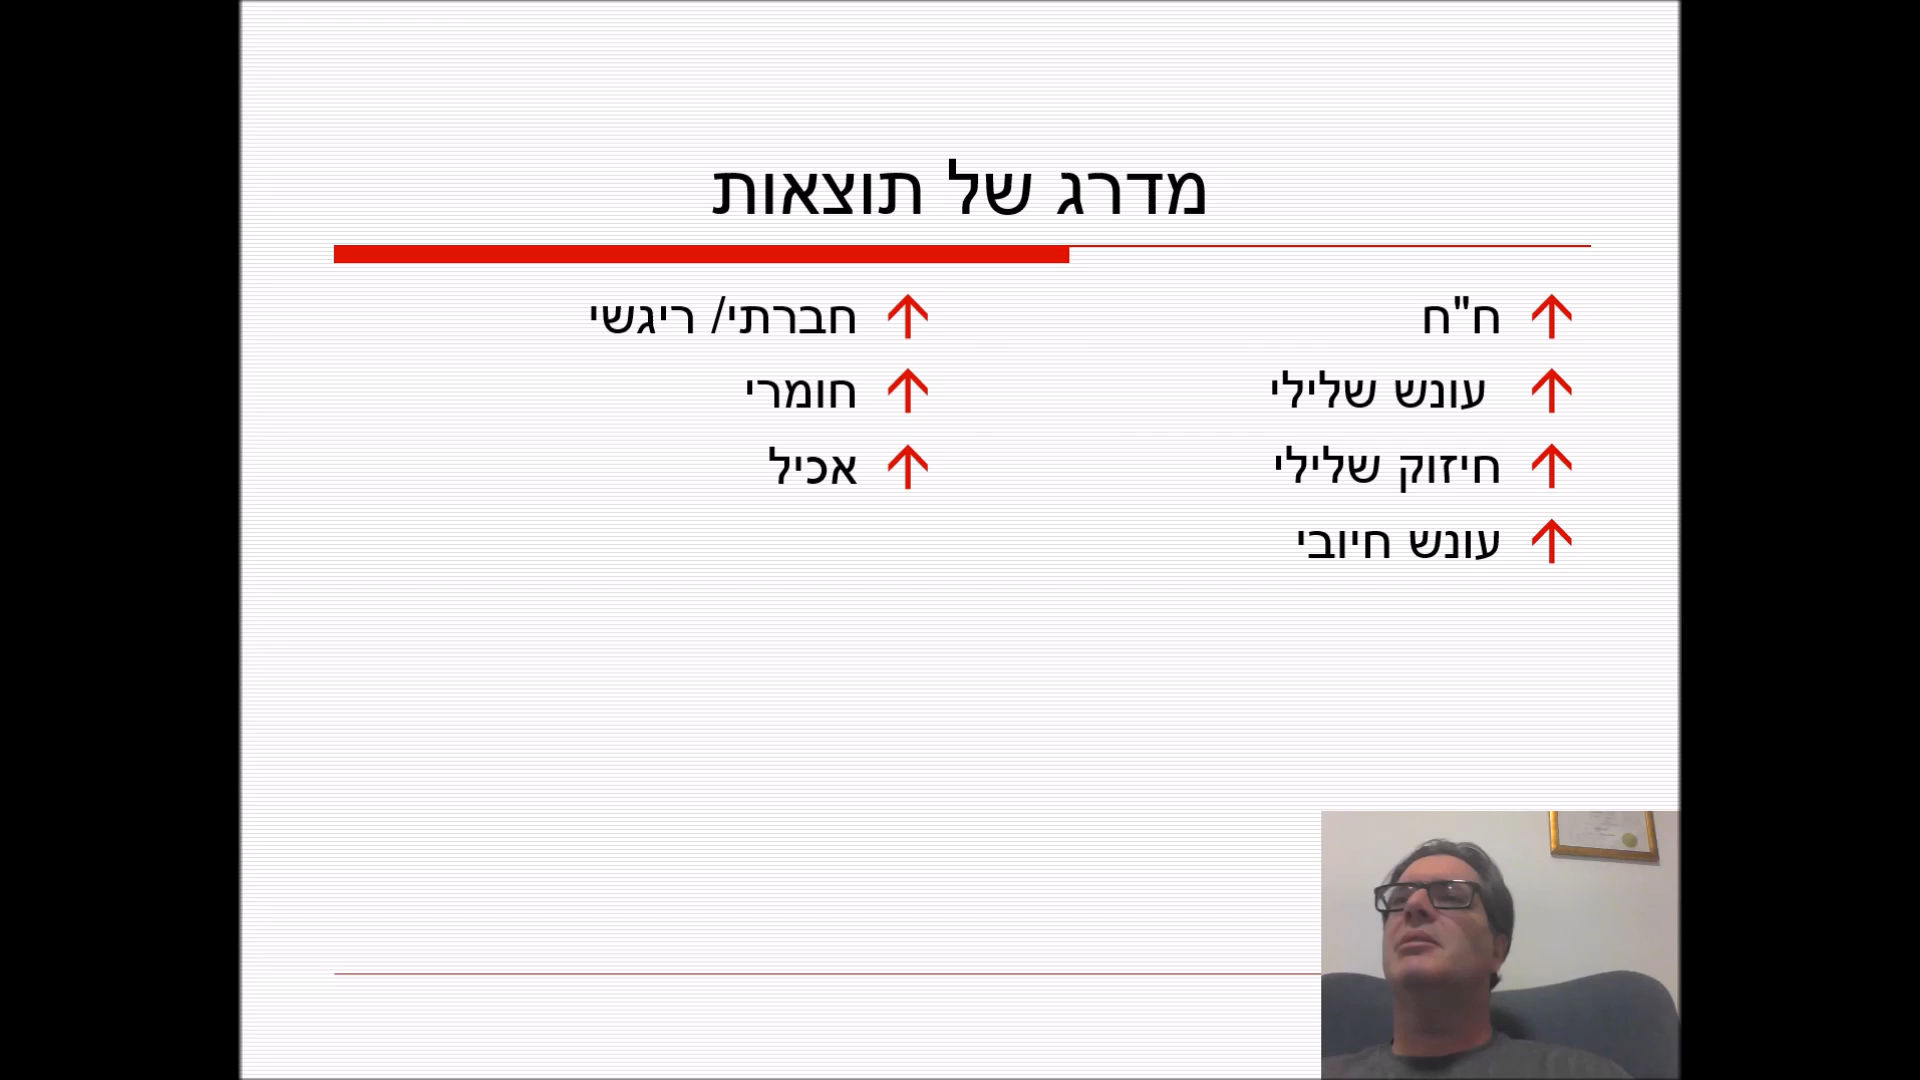 מדרג של תוצאות
ח"ח
עונש שלילי
חיזוק שלילי
עונש חיובי
חברתי/ ריגשי
חומרי
אכיל